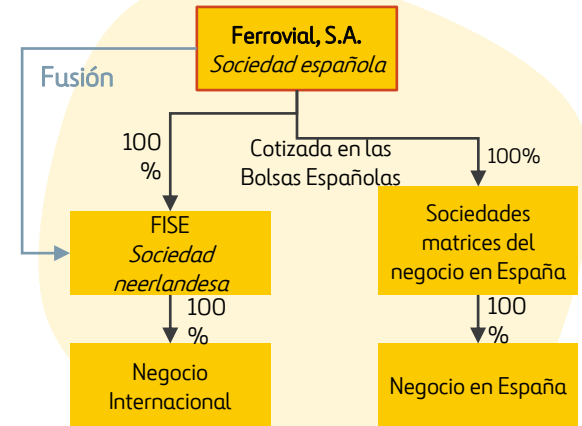 Ferrovial, S.A.
Sociedad española
Fusión
100
%
Cotizada en las
Bolsas Españolas
100%
FISE
Sociedad
neerlandesa
Sociedades
matrices del
negocio en España
100
%
100
%
Negocio
Internacional
Negocio en España